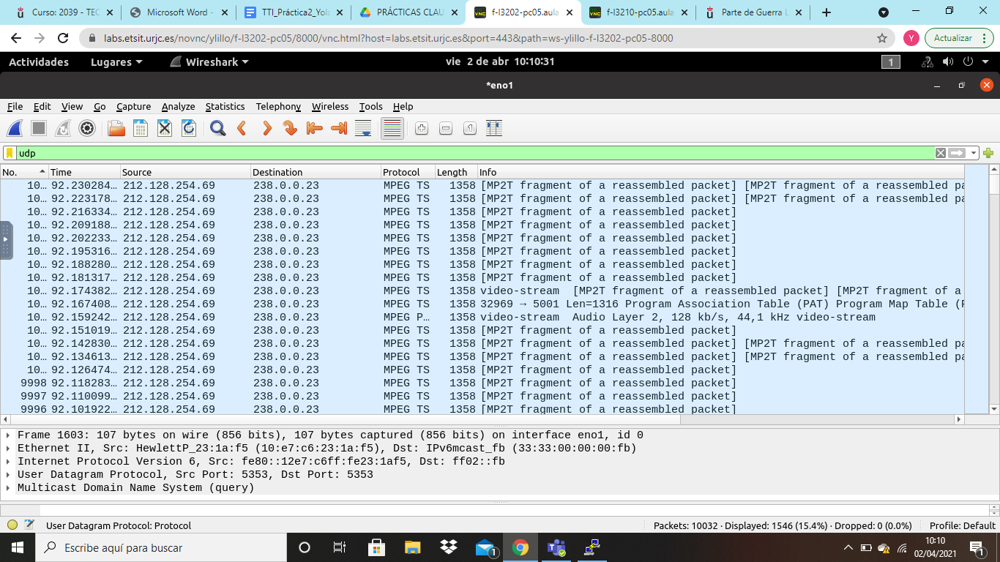 Curso: 2039 - TEC
Microsoft Word -
TTI_Práctica2_Yola
PRÁCTICAS CLAU
f-l3202-pc05.aula
f-l3210-pc05.aula
Parte de Guerra L
labs.etsit.urjc.es/novnc/ylillo/f-l3202-pc05/8000/vnc.html?host=labs.etsit.urjc.es&port=443&path=ws-ylillo-f-l3202-pc05-8000
Y
Actualizar
Actividades Lugares Wireshark vie 2 de abr 10:10:31 1
*eno1
File Edit View Go Capture Analyze Statistics Telephony Wireless Tools Help
udp
No. Time Source Destination Protocol Length Info
10… 92.230284… 212.128.254.69 238.0.0.23 MPEG TS 1358 [MP2T fragment of a reassembled packet] [MP2T fragment of a reassembled pa
10… 92.223178… 212.128.254.69 238.0.0.23 MPEG TS 1358 [MP2T fragment of a reassembled packet] [MP2T fragment of a reassembled pa
10… 92.216334… 212.128.254.69 238.0.0.23 MPEG TS 1358 [MP2T fragment of a reassembled packet]
10… 92.209188… 212.128.254.69 238.0.0.23 MPEG TS 1358 [MP2T fragment of a reassembled packet]
10… 92.202233… 212.128.254.69 238.0.0.23 MPEG TS 1358 [MP2T fragment of a reassembled packet]
10… 92.195316… 212.128.254.69 238.0.0.23 MPEG TS 1358 [MP2T fragment of a reassembled packet]
10… 92.188280… 212.128.254.69 238.0.0.23 MPEG TS 1358 [MP2T fragment of a reassembled packet]
10… 92.181317… 212.128.254.69 238.0.0.23 MPEG TS 1358 [MP2T fragment of a reassembled packet]
10… 92.174382… 212.128.254.69 238.0.0.23 MPEG TS 1358 video-stream [MP2T fragment of a reassembled packet] [MP2T fragment of a
10… 92.167408… 212.128.254.69 238.0.0.23 MPEG TS 1358 32969 → 5001 Len=1316 Program Association Table (PAT) Program Map Table (P
10… 92.159242… 212.128.254.69 238.0.0.23 MPEG P… 1358 video-stream Audio Layer 2, 128 kb/s, 44,1 kHz video-stream
10… 92.151019… 212.128.254.69 238.0.0.23 MPEG TS 1358 [MP2T fragment of a reassembled packet]
10… 92.142830… 212.128.254.69 238.0.0.23 MPEG TS 1358 [MP2T fragment of a reassembled packet] [MP2T fragment of a reassembled pa
10… 92.134613… 212.128.254.69 238.0.0.23 MPEG TS 1358 [MP2T fragment of a reassembled packet] [MP2T fragment of a reassembled pa
10… 92.126474… 212.128.254.69 238.0.0.23 MPEG TS 1358 [MP2T fragment of a reassembled packet]
9998 92.118283… 212.128.254.69 238.0.0.23 MPEG TS 1358 [MP2T fragment of a reassembled packet]
9997 92.110099… 212.128.254.69 238.0.0.23 MPEG TS 1358 [MP2T fragment of a reassembled packet]
9996 92.101922… 212.128.254.69 238.0.0.23 MPEG TS 1358 [MP2T fragment of a reassembled packet]
Frame 1603: 107 bytes on wire (856 bits), 107 bytes captured (856 bits) on interface eno1, id 0
Ethernet II, Src: HewlettP_23:1a:f5 (10:e7:c6:23:1a:f5), Dst: IPv6mcast_fb (33:33:00:00:00:fb)
Internet Protocol Version 6, Src: fe80::12e7:c6ff:fe23:1af5, Dst: ff02::fb
User Datagram Protocol, Src Port: 5353, Dst Port: 5353
Multicast Domain Name System (query)
User Datagram Protocol: Protocol Packets: 10032 · Displayed: 1546 (15.4%) · Dropped: 0 (0.0%) Profile: Default
Escribe aquí para buscar
1
10:10
02/04/2021
1